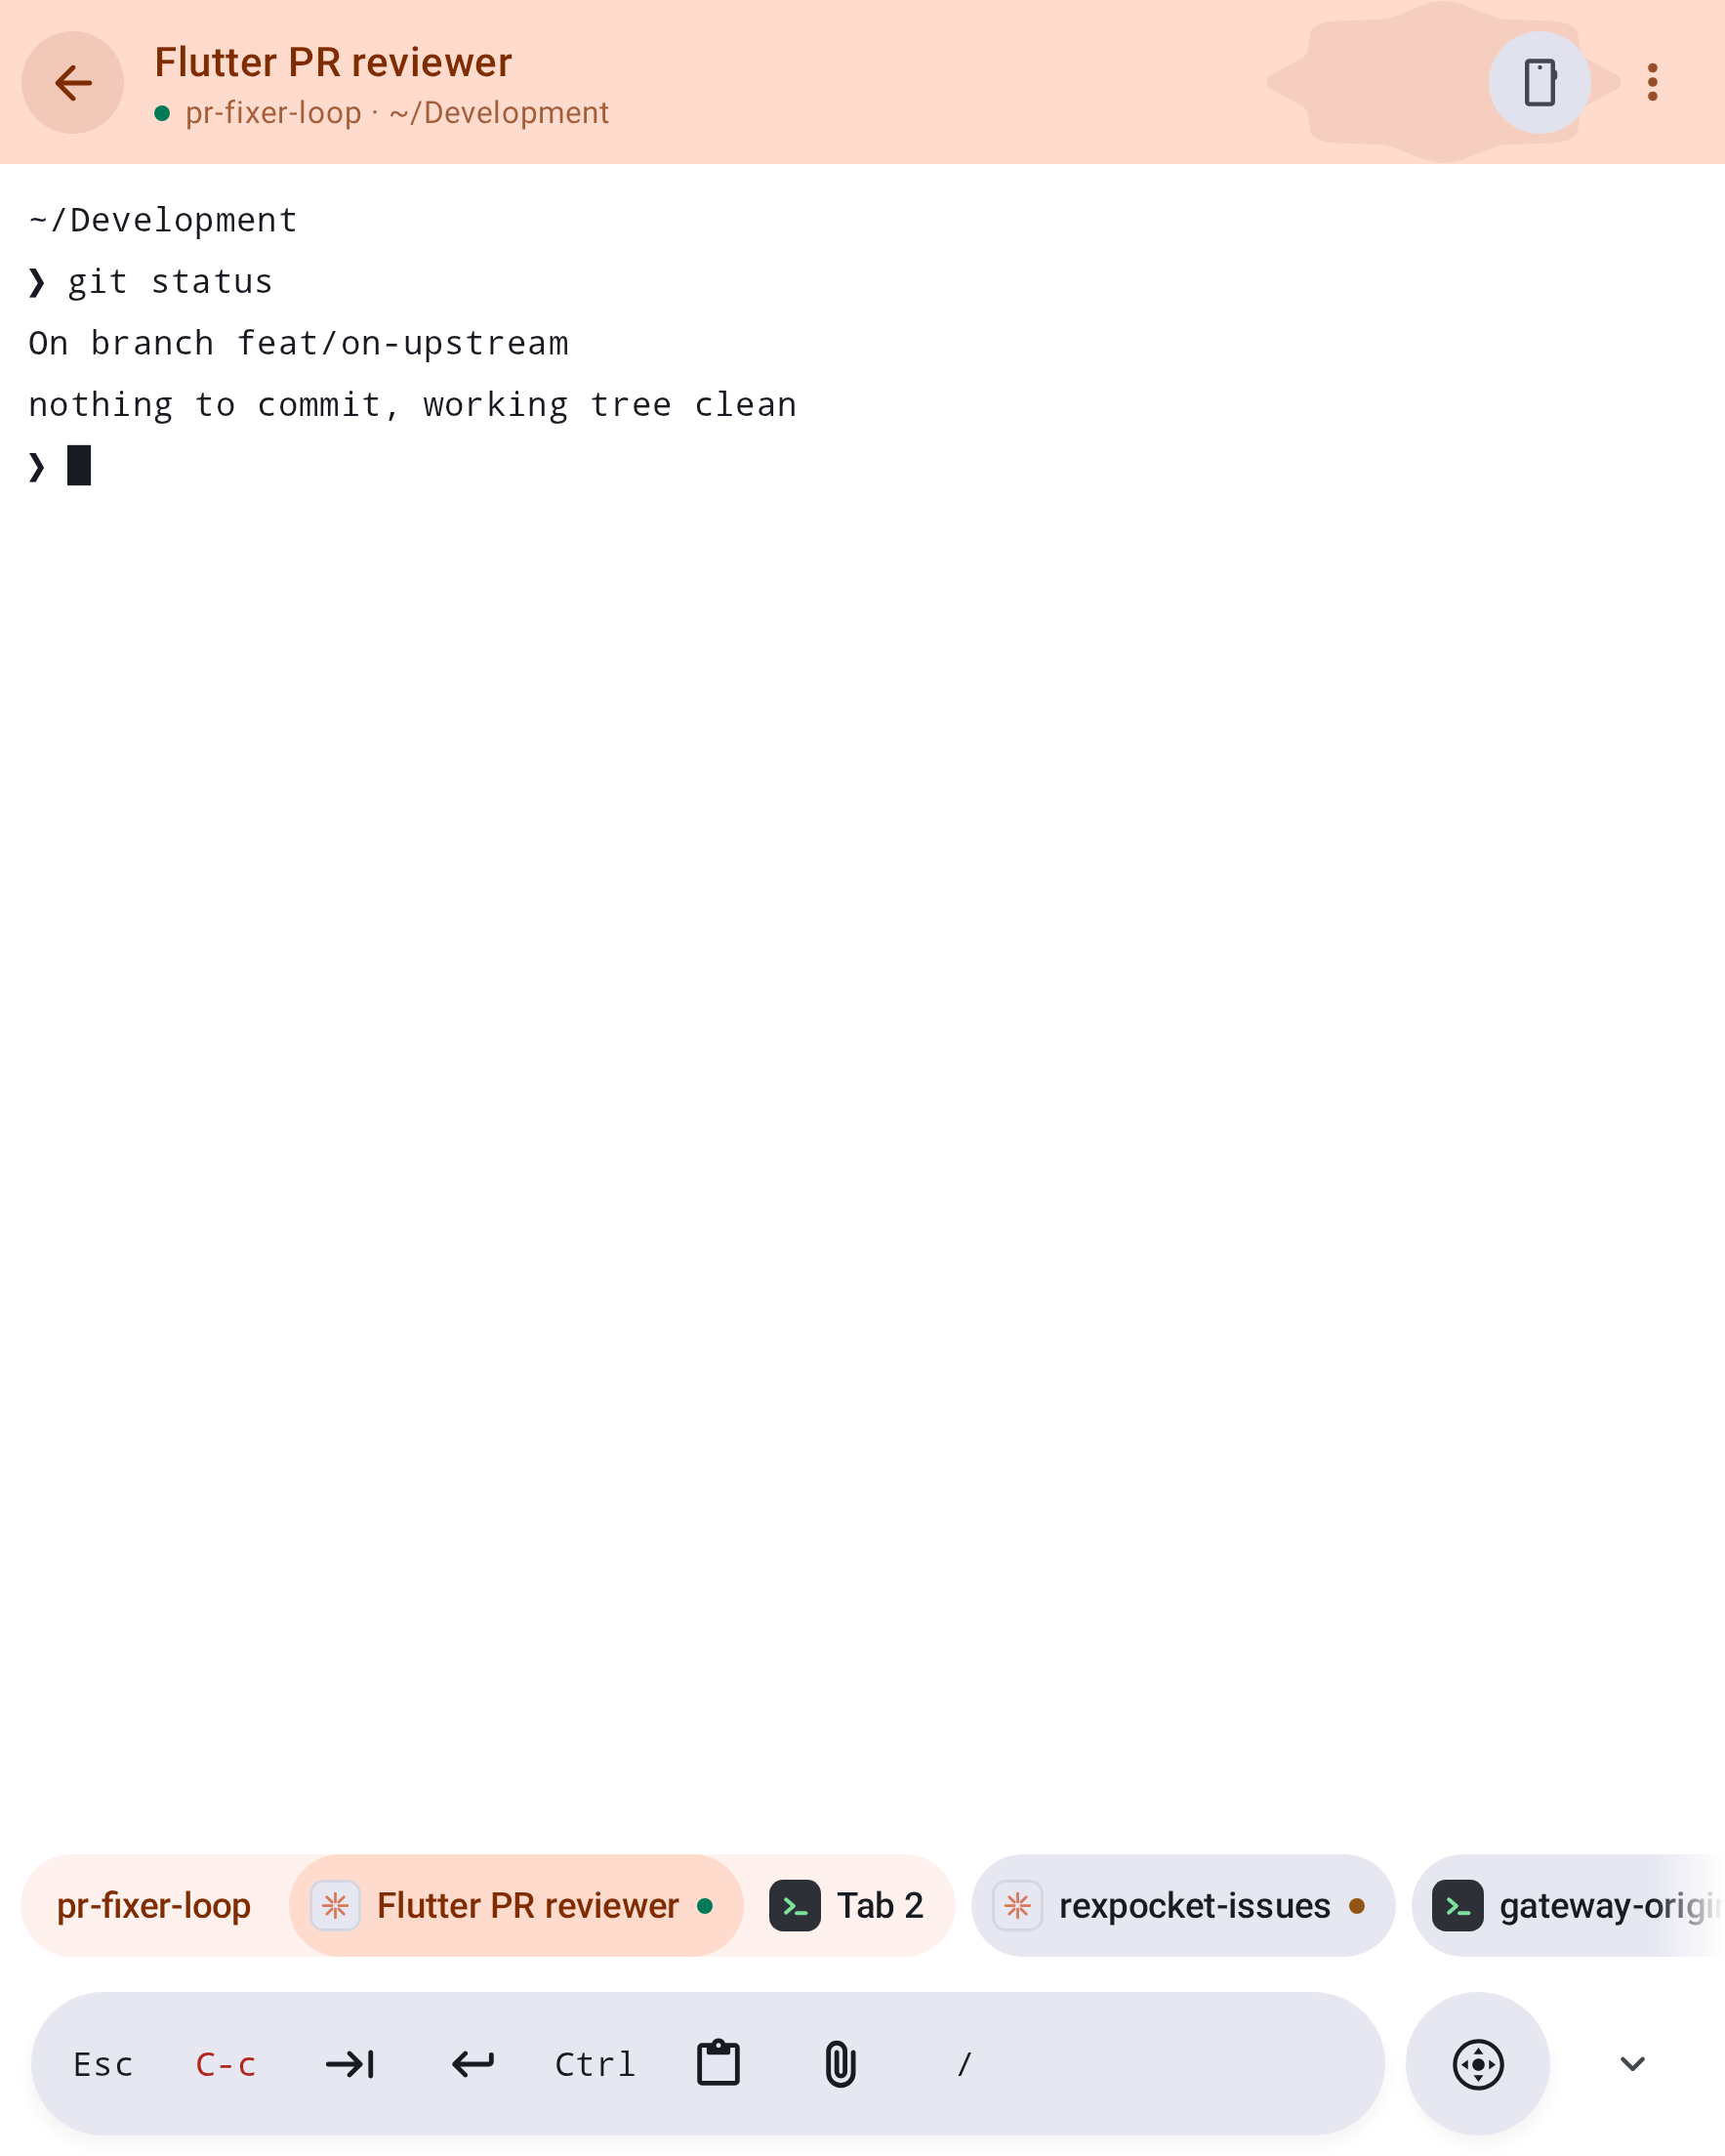 Flutter PR reviewer
pr-fixer-loop · ~/Development
~/Development
❯ git status
On branch feat/on-upstream
nothing to commit, working tree clean
❯
pr-fixer-loop Flutter PR reviewer Tab 2 rexpocket-issues
Esc C-c Ctrl /